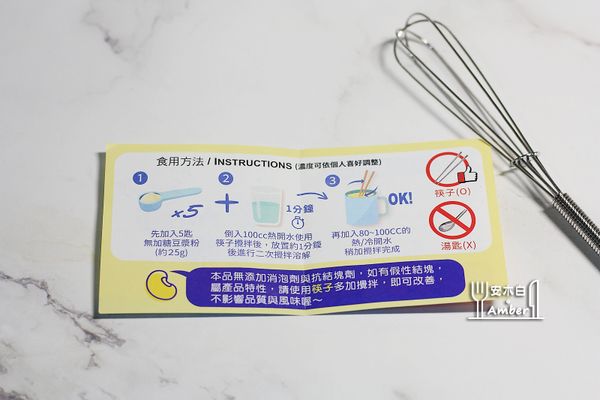 食用方法 / INSTRUCTIONS (濃度可依個人喜好調整)
1
x5
先加入5匙
無加糖豆漿粉
(約25g)
+
2
1分鐘
倒入100cc熱開水使用
筷子攪拌後，放置約1分鐘
後進行二次攪拌溶解
3
OK!
再加入80~100CC的
熱/冷開水
稍加攪拌完成
筷子(O)
湯匙(X)
本品無添加消泡劑與抗結塊劑，如有假性結塊，
屬產品特性，請使用筷子多加攪拌，即可改善，
不影響品質與風味喔～
安木白
Amber